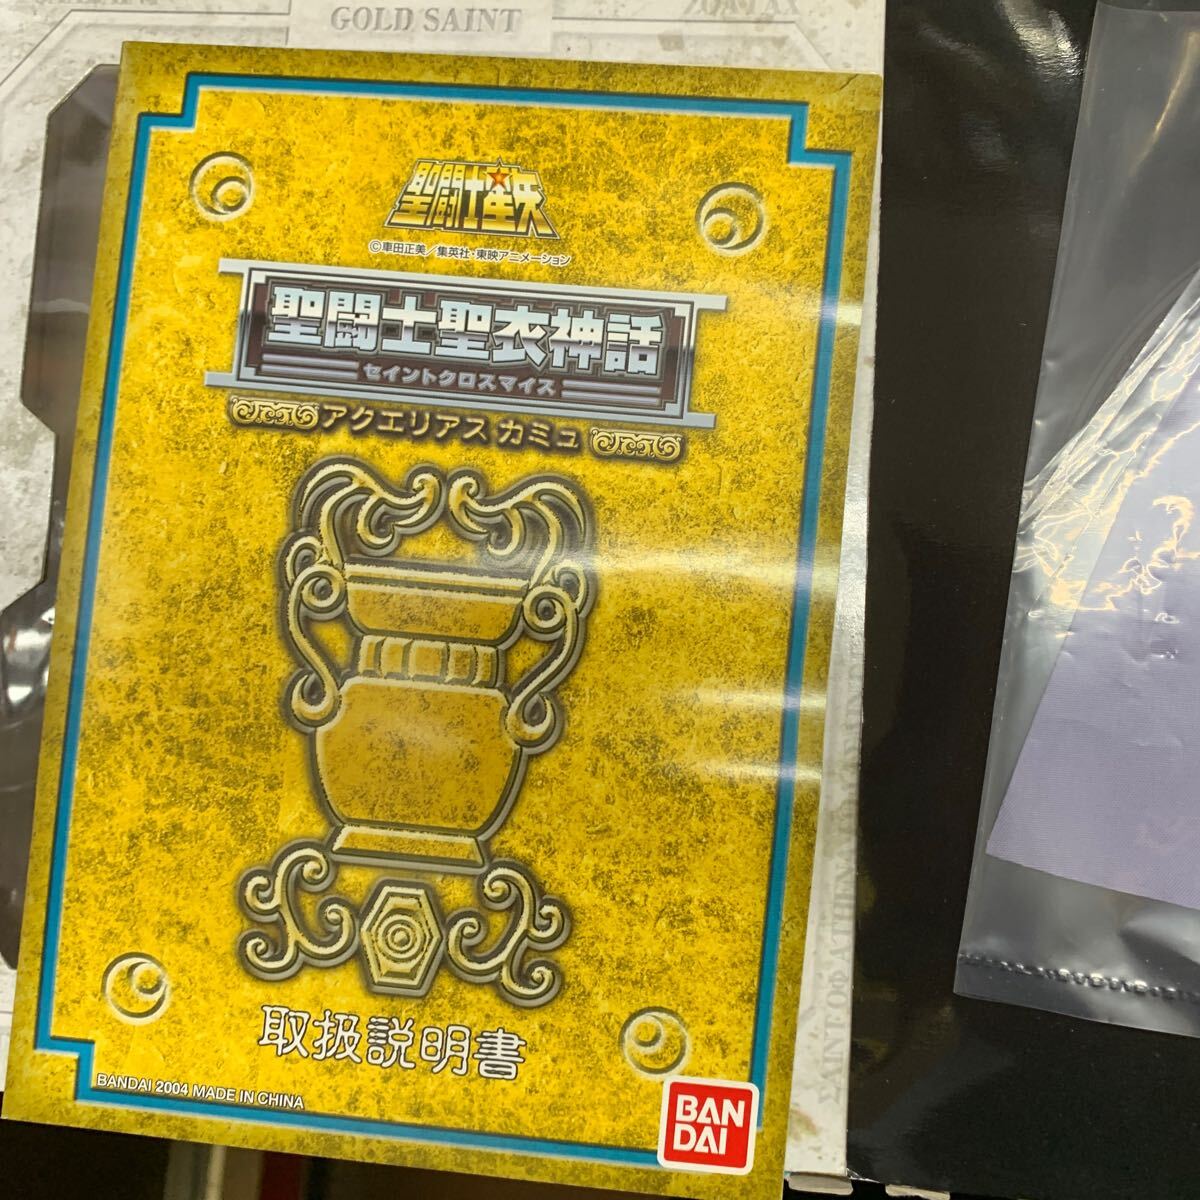 GOLD SAINT
聖闘士星矢
©車田正美／集英社・東映アニメーション
聖闘士聖衣神話
セイントクロスマイス
アクエリアス カミュ
取扱説明書
BANDAI 2004 MADE IN CHINA
BAN
DAI